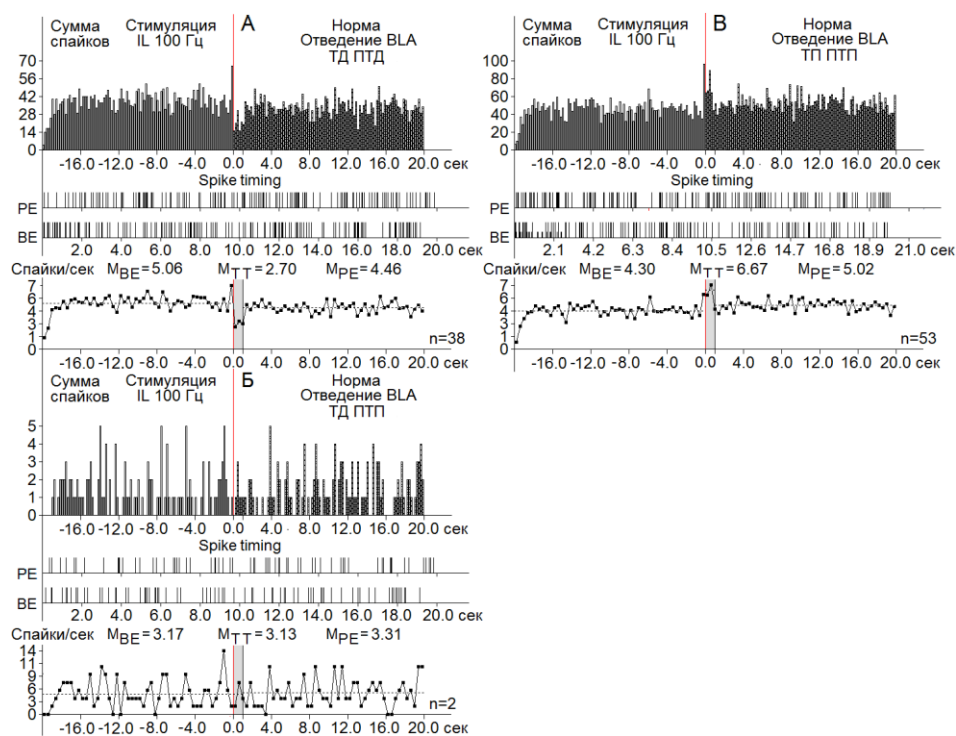 Сумма спайков
Стимуляция IL 100 Гц
А
Норма
Отведение BLA
ТД ПТД
70
56
42
28
14
0
-16.0 -12.0 -8.0 -4.0 0.0 4.0 8.0 12.0 16.0 20.0 сек
Spike timing
PE
BE
2.0 4.0 6.0 8.0 10.0 12.0 14.0 16.0 18.0 20.0 сек
Спайки/сек MBE=5.06 MTT=2.70 MPE=4.46
7
6
4
3
1
0
n=38
-16.0 -12.0 -8.0 -4.0 0.0 4.0 8.0 12.0 16.0 20.0 сек
Сумма спайков
Стимуляция IL 100 Гц
В
Норма
Отведение BLA
ТП ПТП
100
80
60
40
20
0
-16.0 -12.0 -8.0 -4.0 0.0 4.0 8.0 12.0 16.0 20.0 сек
Spike timing
PE
BE
2.1 4.2 6.3 8.4 10.5 12.6 14.7 16.8 18.9 21.0 сек
Спайки/сек MBE=4.30 MTT=6.67 MPE=5.02
7
6
4
3
1
0
n=53
-16.0 -12.0 -8.0 -4.0 0.0 4.0 8.0 12.0 16.0 20.0 сек
Сумма спайков
Стимуляция IL 100 Гц
Б
Норма
Отведение BLA
ТД ПТП
5
4
3
2
1
0
-16.0 -12.0 -8.0 -4.0 0.0 4.0 8.0 12.0 16.0 20.0 сек
Spike timing
PE
BE
2.0 4.0 6.0 8.0 10.0 12.0 14.0 16.0 18.0 20.0 сек
Спайки/сек MBE=3.17 MTT=3.13 MPE=3.31
14
11
9
6
3
0
n=2
-16.0 -12.0 -8.0 -4.0 0.0 4.0 8.0 12.0 16.0 20.0 сек